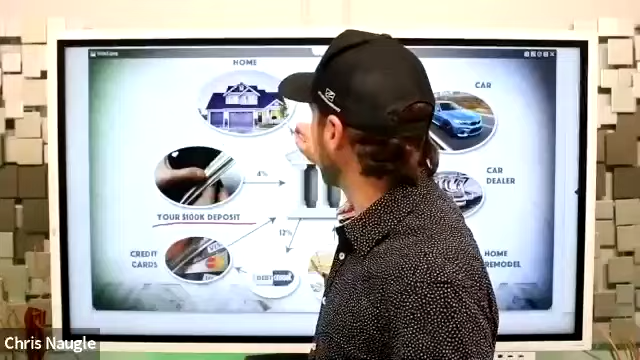 HOME
CAR
4%
CAR
DEALER
YOUR $100K DEPOSIT
12%
CREDIT
CARDS
HOME
REMODEL
Chris Naugle